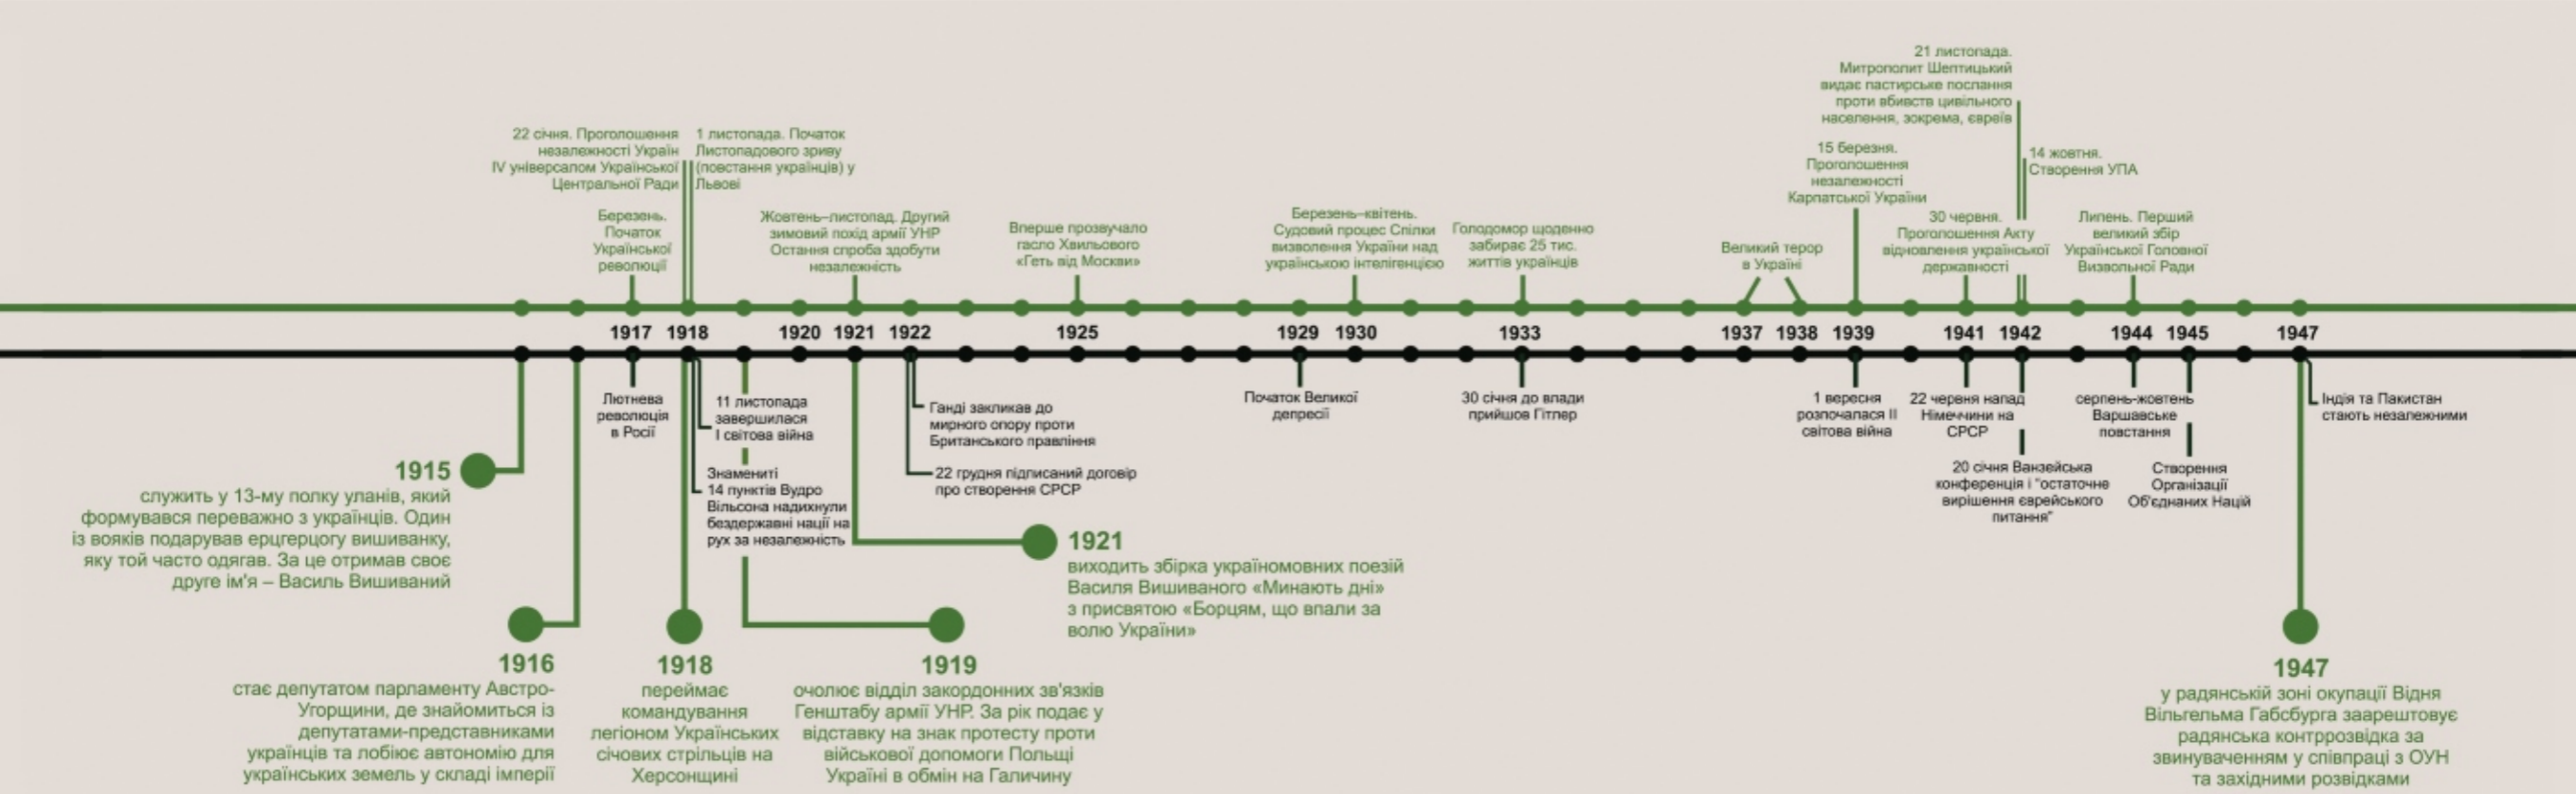 21 листопада.
Митрополит Шептицький
видає пастирське послання
проти вбивств цивільного
населення, зокрема, євреїв
22 січня. Проголошення
незалежності Україн
IV універсалом Української
Центральної Ради
1 листопада. Початок
Листопадового зриву
(повстання українців) у
Львові
15 березня.
Проголошення
незалежності
Карпатської України
14 жовтня.
Створення УПА
Березень.
Початок
Української
революції
Жовтень–листопад. Другий
зимовий похід армії УНР
Остання спроба здобути
незалежність
Вперше прозвучало
гасло Хвильового
«Геть від Москви»
Березень–квітень.
Судовий процес Спілки
визволення України над
українською інтелігенцією
Голодомор щоденно
забирає 25 тис.
життів українців
Великий терор
в Україні
30 червня.
Проголошення Акту
відновлення української
державності
Липень. Перший
великий збір
Української Головної
Визвольної Ради
1917 1918 1920 1921 1922 1925 1929 1930 1933 1937 1938 1939 1941 1942 1944 1945 1947
Лютнева
революція
в Росії
11 листопада
завершилася
І світова війна
Знамениті
14 пунктів Вудро
Вільсона надихнули
бездержавні нації на
рух за незалежність
Ганді закликав до
мирного опору проти
Британського правління
22 грудня підписаний договір
про створення СРСР
Початок Великої
депресії
30 січня до влади
прийшов Гітлер
1 вересня
розпочалася ІІ
світова війна
22 червня напад
Німеччини на
СРСР
20 січня Ванзейська
конференція і "остаточне
вирішення єврейського
питання"
серпень-жовтень
Варшавське
повстання
Створення
Організації
Об'єднаних Націй
Індія та Пакистан
стають незалежними
1915
служить у 13-му полку уланів, який
формувався переважно з українців. Один
із вояків подарував ерцгерцогу вишиванку,
яку той часто одягав. За це отримав своє
друге ім'я – Василь Вишиваний
1916
стає депутатом парламенту Австро-
Угорщини, де знайомиться із
депутатами-представниками
українців та лобіює автономію для
українських земель у складі імперії
1918
переймає
командування
легіоном Українських
січових стрільців на
Херсонщині
1919
очолює відділ закордонних зв'язків
Генштабу армії УНР. За рік подає у
відставку на знак протесту проти
військової допомоги Польщі
Україні в обмін на Галичину
1921
виходить збірка україномовних поезій
Василя Вишиваного «Минають дні»
з присвятою «Борцям, що впали за
волю України»
1947
у радянській зоні окупації Відня
Вільгельма Габсбурга заарештовує
радянська контррозвідка за
звинуваченням у співпраці з ОУН
та західними розвідками